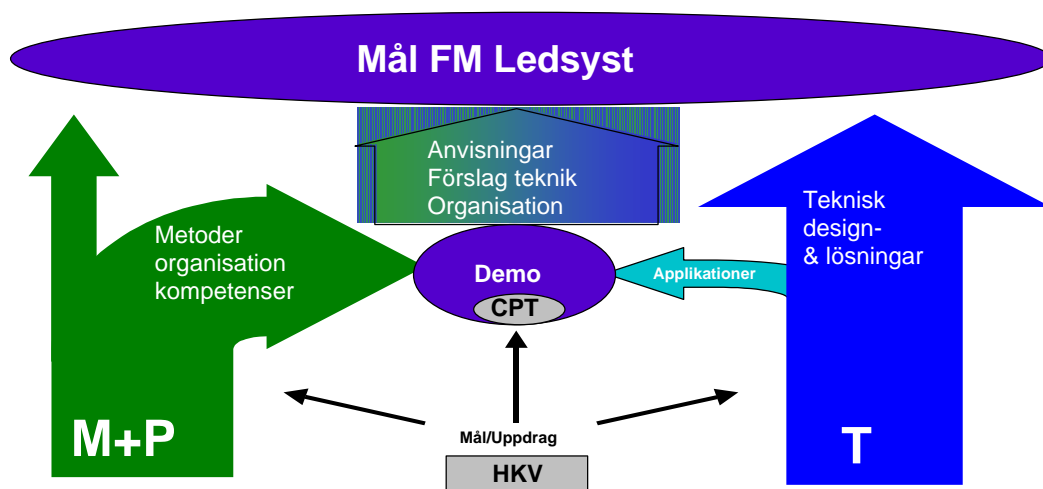 Mål FM Ledsyst
Anvisningar
Förslag teknik
Organisation
Metoder
organisation
kompetenser
Demo
CPT
Applikationer
Teknisk
design-
& lösningar
M+P
Mål/Uppdrag
HKV
T